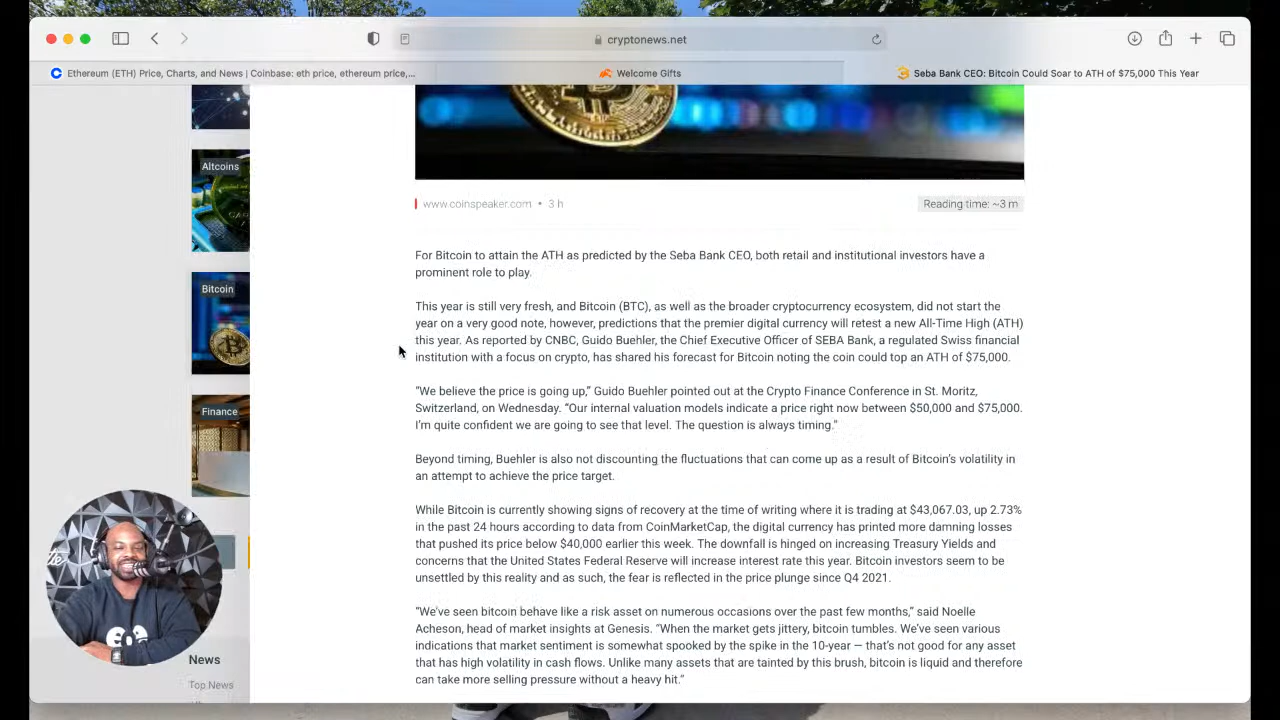 cryptonews.net
Ethereum (ETH) Price, Charts, and News | Coinbase: eth price, ethereum price,...
Welcome Gifts
Seba Bank CEO: Bitcoin Could Soar to ATH of $75,000 This Year
Altcoins
Bitcoin
Finance
News
Top News
www.coinspeaker.com • 3 h
Reading time: ~3 m
For Bitcoin to attain the ATH as predicted by the Seba Bank CEO, both retail and institutional investors have a
prominent role to play.
This year is still very fresh, and Bitcoin (BTC), as well as the broader cryptocurrency ecosystem, did not start the
year on a very good note, however, predictions that the premier digital currency will retest a new All-Time High (ATH)
this year. As reported by CNBC, Guido Buehler, the Chief Executive Officer of SEBA Bank, a regulated Swiss financial
institution with a focus on crypto, has shared his forecast for Bitcoin noting the coin could top an ATH of $75,000.
“We believe the price is going up,” Guido Buehler pointed out at the Crypto Finance Conference in St. Moritz,
Switzerland, on Wednesday. “Our internal valuation models indicate a price right now between $50,000 and $75,000.
I’m quite confident we are going to see that level. The question is always timing.”
Beyond timing, Buehler is also not discounting the fluctuations that can come up as a result of Bitcoin’s volatility in
an attempt to achieve the price target.
While Bitcoin is currently showing signs of recovery at the time of writing where it is trading at $43,067.03, up 2.73%
in the past 24 hours according to data from CoinMarketCap, the digital currency has printed more damning losses
that pushed its price below $40,000 earlier this week. The downfall is hinged on increasing Treasury Yields and
concerns that the United States Federal Reserve will increase interest rate this year. Bitcoin investors seem to be
unsettled by this reality and as such, the fear is reflected in the price plunge since Q4 2021.
“We’ve seen bitcoin behave like a risk asset on numerous occasions over the past few months,” said Noelle
Acheson, head of market insights at Genesis. “When the market gets jittery, bitcoin tumbles. We’ve seen various
indications that market sentiment is somewhat spooked by the spike in the 10-year — that’s not good for any asset
that has high volatility in cash flows. Unlike many assets that are tainted by this brush, bitcoin is liquid and therefore
can take more selling pressure without a heavy hit.”